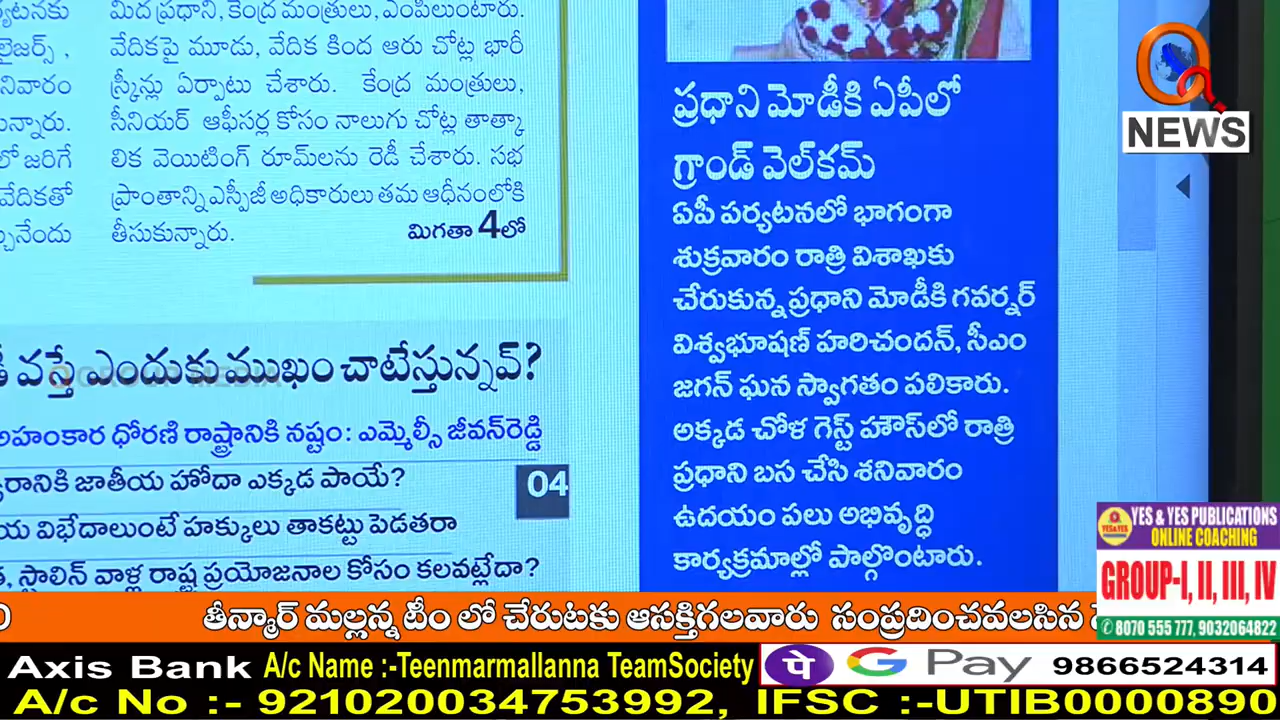 ్యటనకు
లైజర్స్,
నివారం
న్నారు.
లో జరిగే
వేదికతో
చ్చునేందు
మీద ప్రధాని, కేంద్ర మంత్రులు, ఎంపీలుంటారు.
వేదికపై మూడు, వేదిక కింద ఆరు చోట్ల భారీ
స్క్రీన్లు ఏర్పాటు చేశారు. కేంద్ర మంత్రులు,
సీనియర్ ఆఫీసర్ల కోసం నాలుగు చోట్ల తాత్కా
లిక వెయిటింగ్ రూమ్‌లను రెడీ చేశారు. సభ
ప్రాంతాన్ని ఎస్పీజీ అధికారులు తమ ఆధీనంలోకి
తీసుకున్నారు.
మిగతా 4లో
వస్తే ఎందుకు ముఖం చాటేస్తున్నవ్?
అహంకార ధోరణి రాష్ట్రానికి నష్టం: ఎమ్మెల్సీ జీవన్‌రెడ్డి
రానికి జాతీయ హోదా ఎక్కడ పాయే?
య విభేదాలుంటే హక్కులు తాకట్టు పెడతరా
, స్టాలిన్ వాళ్ల రాష్ట్ర ప్రయోజనాల కోసం కలవట్లేదా?
04
ప్రధాని మోడీకి ఏపీలో
గ్రాండ్ వెల్‌కమ్
ఏపీ పర్యటనలో భాగంగా
శుక్రవారం రాత్రి విశాఖకు
చేరుకున్న ప్రధాని మోడీకి గవర్నర్
విశ్వభూషణ్ హరిచందన్, సీఎం
జగన్ ఘన స్వాగతం పలికారు.
అక్కడ చోళ గెస్ట్ హౌస్‌లో రాత్రి
ప్రధాని బస చేసి శనివారం
ఉదయం పలు అభివృద్ధి
కార్యక్రమాల్లో పాల్గొంటారు.
Q
NEWS
YES & YES PUBLICATIONS
ONLINE COACHING
GROUP-I, II, III, IV
8070 555 777, 9032064822
తీన్మార్ మల్లన్న టీం లో చేరుటకు ఆసక్తిగలవారు సంప్రదించవలసిన
Axis Bank A/c Name :-Teenmarmallanna TeamSociety
G Pay 9866524314
A/c No :- 921020034753992, IFSC :-UTIB0000890